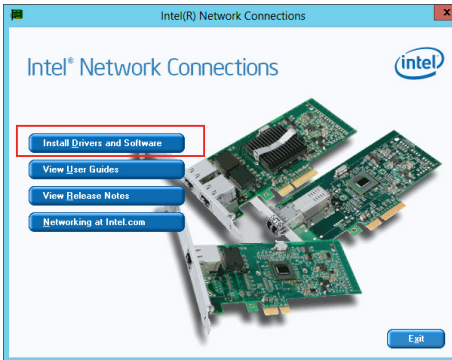 Intel(R) Network Connections
x
Intel® Network Connections
intel
Install Drivers and Software
View User Guides
View Release Notes
Networking at Intel.com
Exit